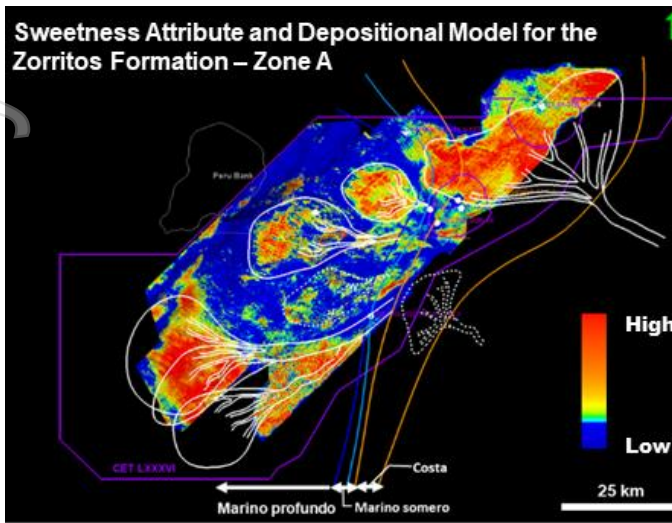 Sweetness Attribute and Depositional Model for the
Zorritos Formation – Zone A
Peru Bank
High
Low
CET-LXXXVI
Costa
Marino profundo
Marino somero
25 km